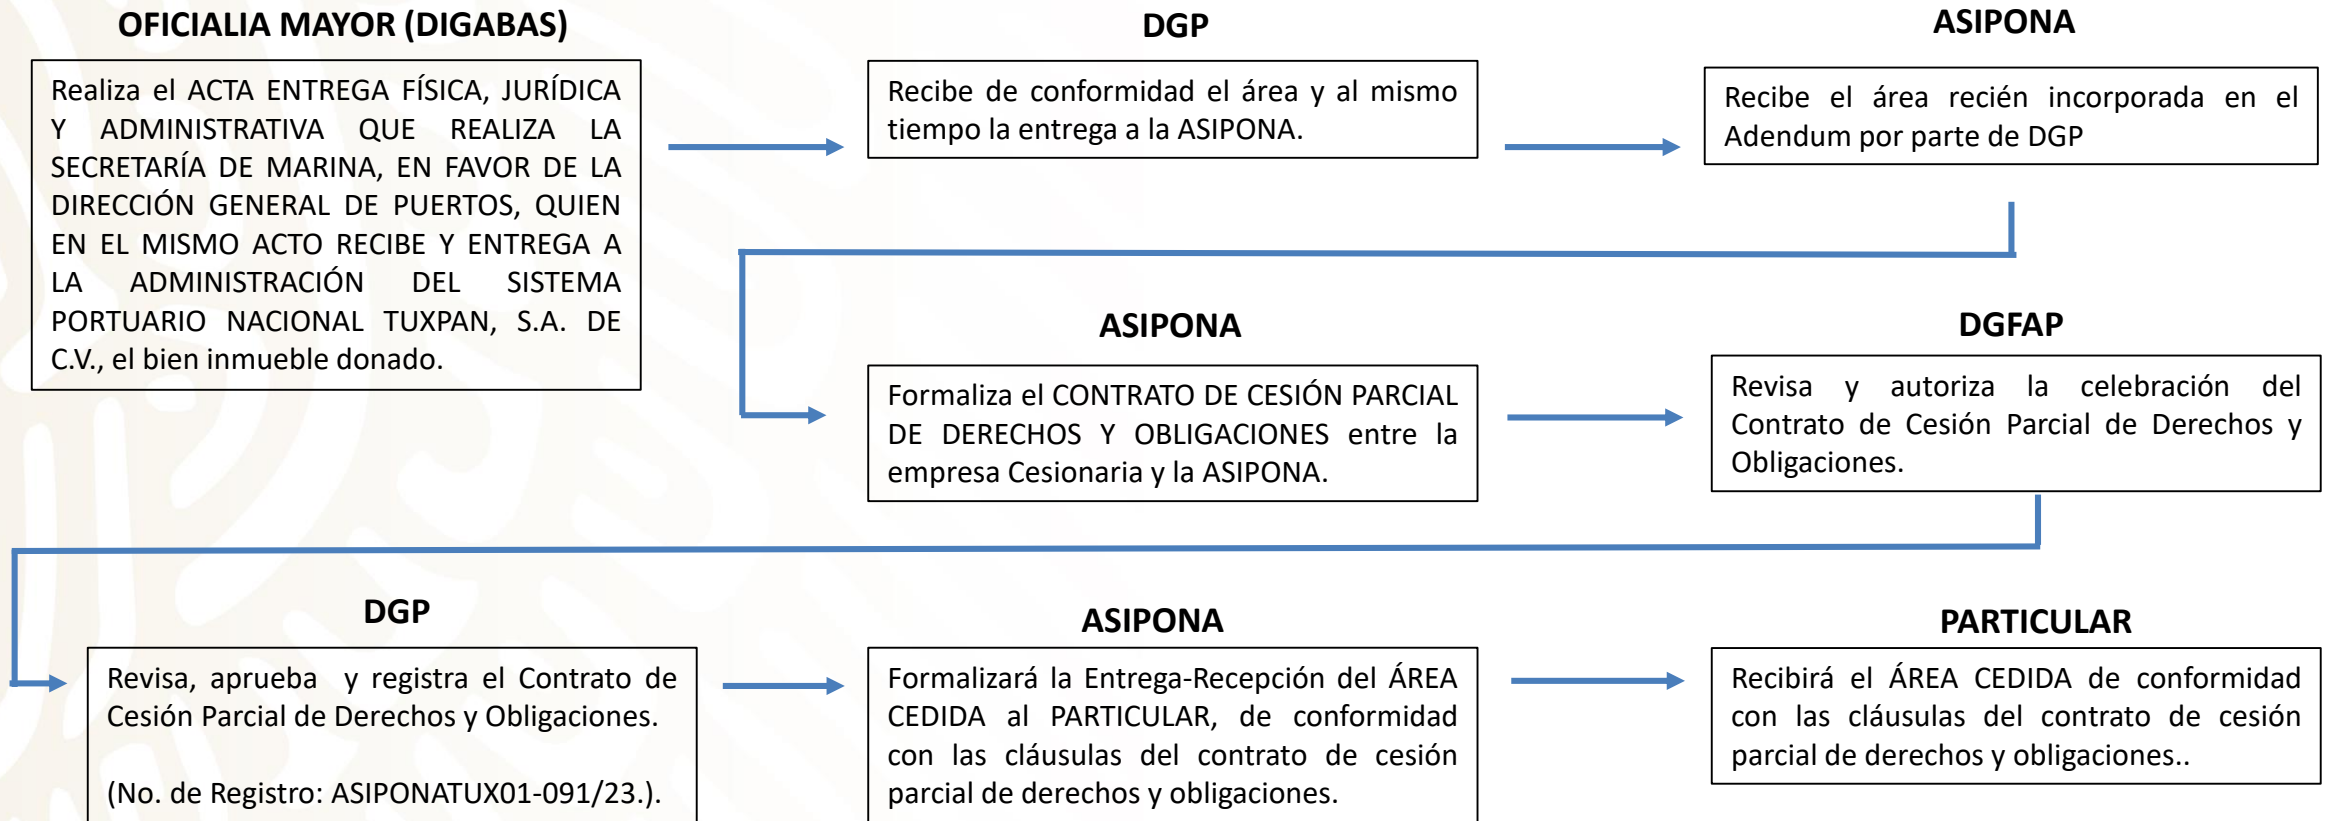 OFICIALIA MAYOR (DIGABAS)
Realiza el ACTA ENTREGA FÍSICA, JURÍDICA
Y ADMINISTRATIVA QUE REALIZA LA
SECRETARÍA DE MARINA, EN FAVOR DE LA
DIRECCIÓN GENERAL DE PUERTOS, QUIEN
EN EL MISMO ACTO RECIBE Y ENTREGA A
LA ADMINISTRACIÓN DEL SISTEMA
PORTUARIO NACIONAL TUXPAN, S.A. DE
C.V., el bien inmueble donado.
DGP
Recibe de conformidad el área y al mismo
tiempo la entrega a la ASIPONA.
ASIPONA
Recibe el área recién incorporada en el
Adendum por parte de DGP
ASIPONA
Formaliza el CONTRATO DE CESIÓN PARCIAL
DE DERECHOS Y OBLIGACIONES entre la
empresa Cesionaria y la ASIPONA.
DGFAP
Revisa y autoriza la celebración del
Contrato de Cesión Parcial de Derechos y
Obligaciones.
DGP
Revisa, aprueba y registra el Contrato de
Cesión Parcial de Derechos y Obligaciones.
(No. de Registro: ASIPONATUX01-091/23.).
ASIPONA
Formalizará la Entrega-Recepción del ÁREA
CEDIDA al PARTICULAR, de conformidad
con las cláusulas del contrato de cesión
parcial de derechos y obligaciones.
PARTICULAR
Recibirá el ÁREA CEDIDA de conformidad
con las cláusulas del contrato de cesión
parcial de derechos y obligaciones..